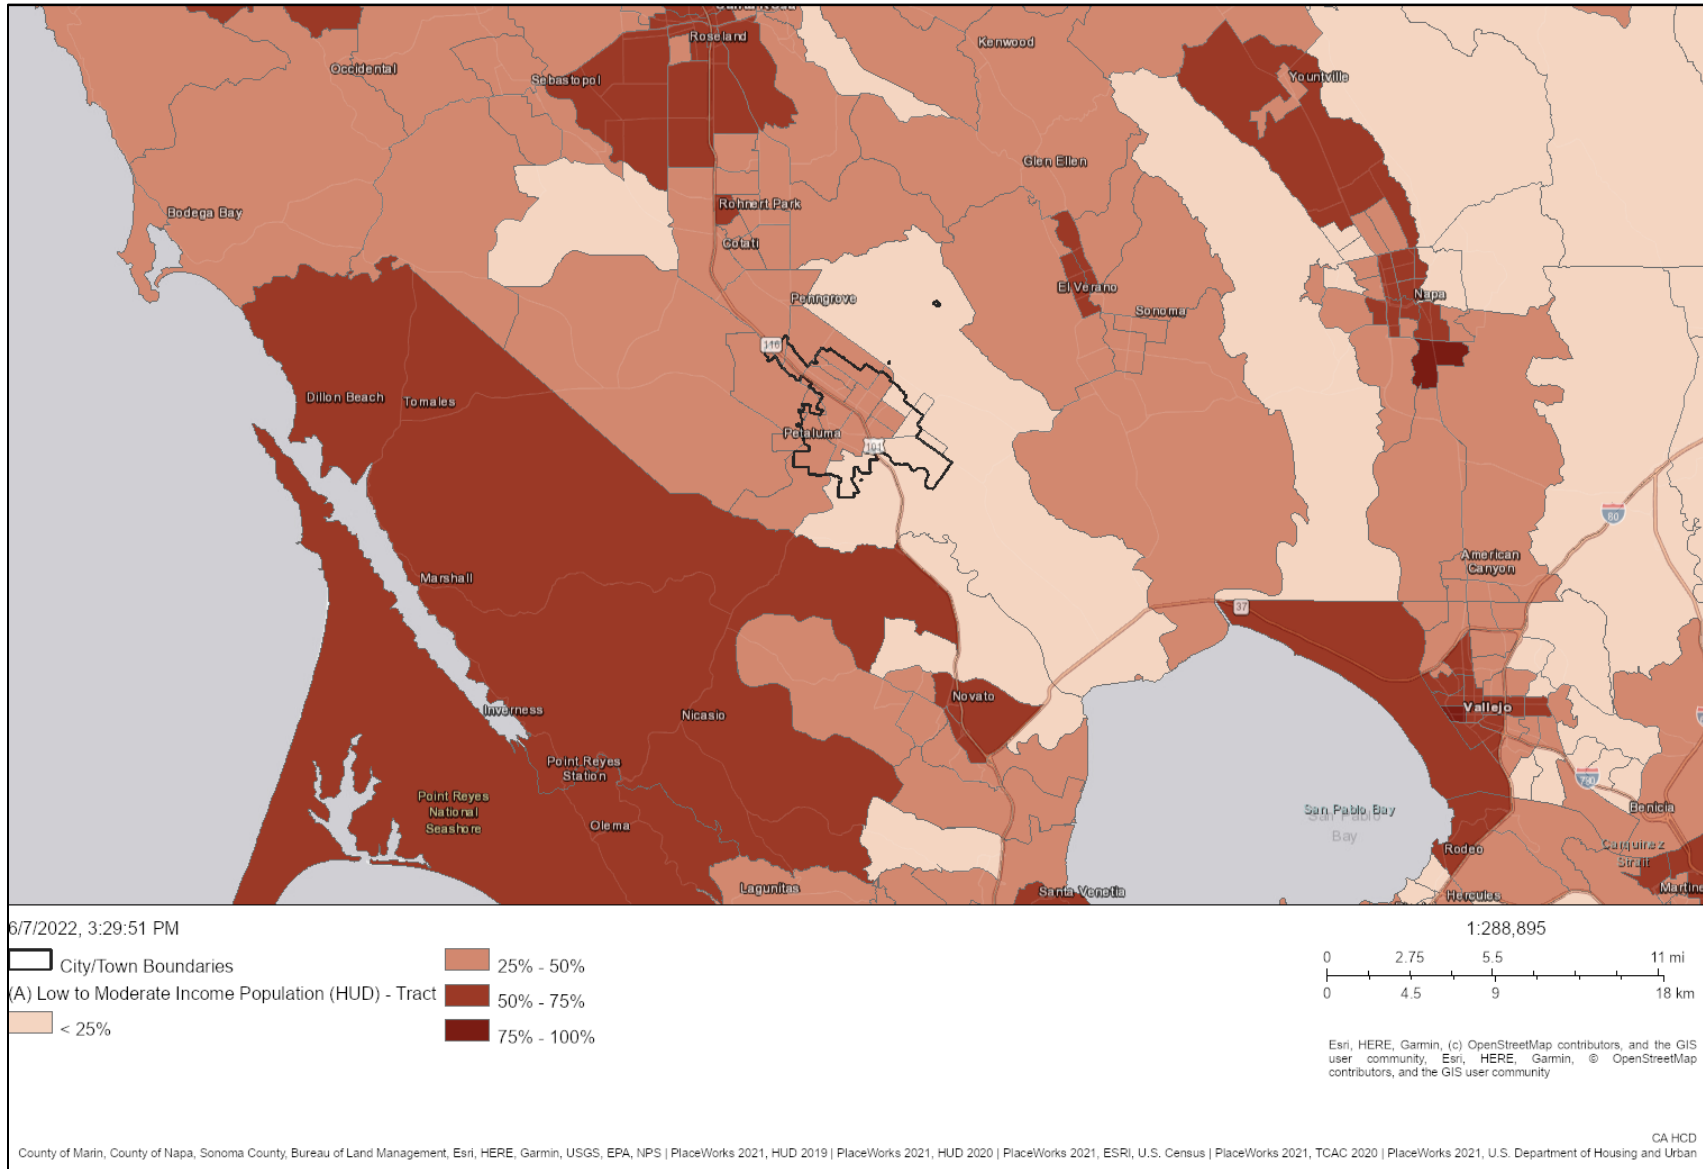 Roseland
Kenwood
Occidental
Sebastopol
Yountville
Glen Ellen
Bodega Bay
Rohnert Park
Cotati
El Verano
Penngrove
Napa
Sonoma
116
Dillon Beach
Tomales
Petaluma
101
80
American
Canyon
Marshall
37
Inverness
Nicasio
Novato
Vallejo
Point Reyes
Station
780
Point Reyes
National
Seashore
Olema
San Pablo Bay
San Pablo
Bay
Benicia
Carquinez
Strait
Rodeo
Lagunitas
Santa Venetia
Hercules
Martine
6/7/2022, 3:29:51 PM
City/Town Boundaries
(A) Low to Moderate Income Population (HUD) - Tract
< 25%
25% - 50%
50% - 75%
75% - 100%
1:288,895
0 2.75 5.5 11 mi
0 4.5 9 18 km
Esri, HERE, Garmin, (c) OpenStreetMap contributors, and the GIS
user community, Esri, HERE, Garmin, © OpenStreetMap
contributors, and the GIS user community
CA HCD
County of Marin, County of Napa, Sonoma County, Bureau of Land Management, Esri, HERE, Garmin, USGS, EPA, NPS | PlaceWorks 2021, HUD 2019 | PlaceWorks 2021, HUD 2020 | PlaceWorks 2021, ESRI, U.S. Census | PlaceWorks 2021, TCAC 2020 | PlaceWorks 2021, U.S. Department of Housing and Urban